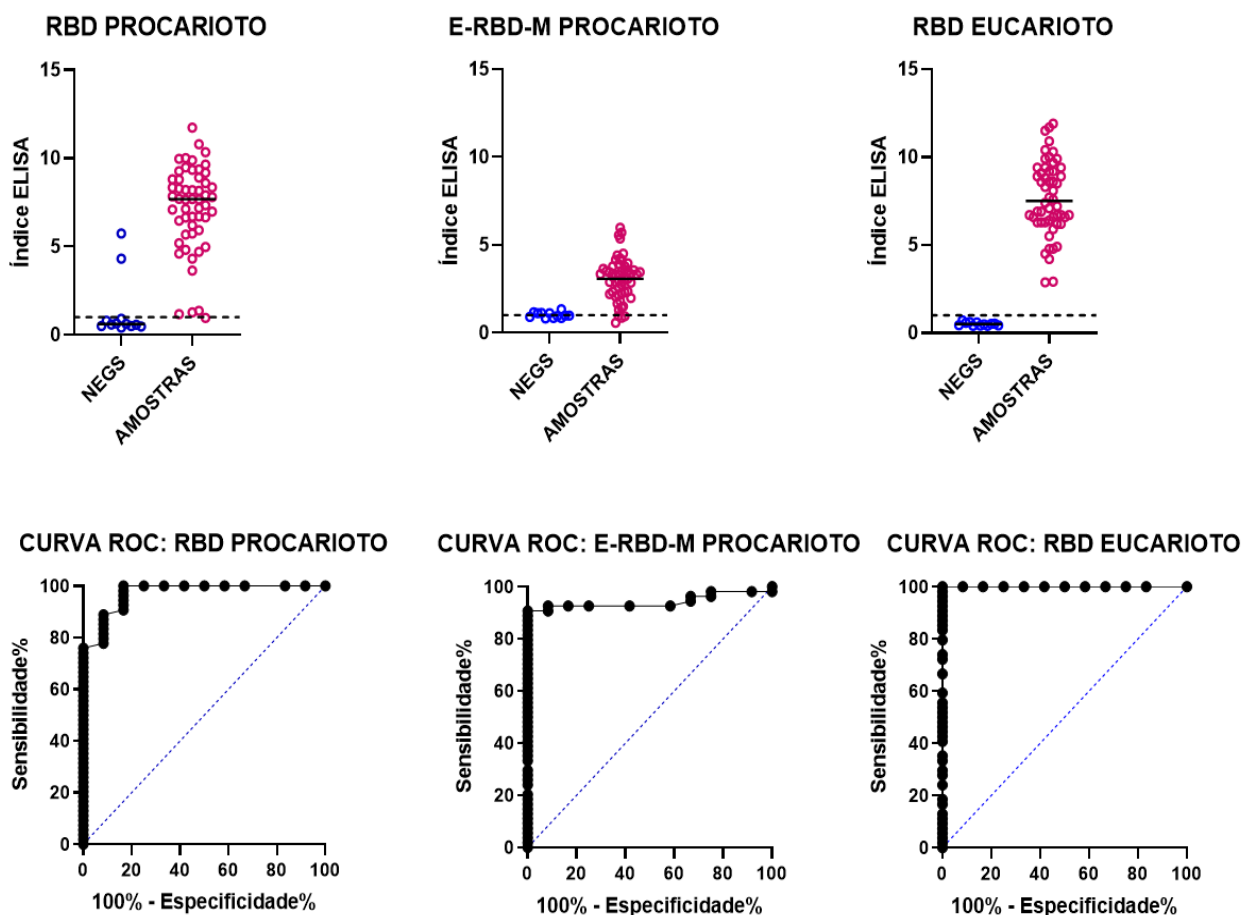 RBD PROCARIOTO
E-RBD-M PROCARIOTO
RBD EUCARIOTO
Índice ELISA
15
10
5
0
NEGS
AMOSTRAS
Índice ELISA
15
10
5
0
NEGS
AMOSTRAS
Índice ELISA
15
10
5
0
NEGS
AMOSTRAS
CURVA ROC: RBD PROCARIOTO
CURVA ROC: E-RBD-M PROCARIOTO
CURVA ROC: RBD EUCARIOTO
Sensibilidade%
100
80
60
40
20
0
0 20 40 60 80 100
100% - Especificidade%
Sensibilidade%
100
80
60
40
20
0
0 20 40 60 80 100
100% - Especificidade%
Sensibilidade%
100
80
60
40
20
0
0 20 40 60 80 100
100% - Especificidade%